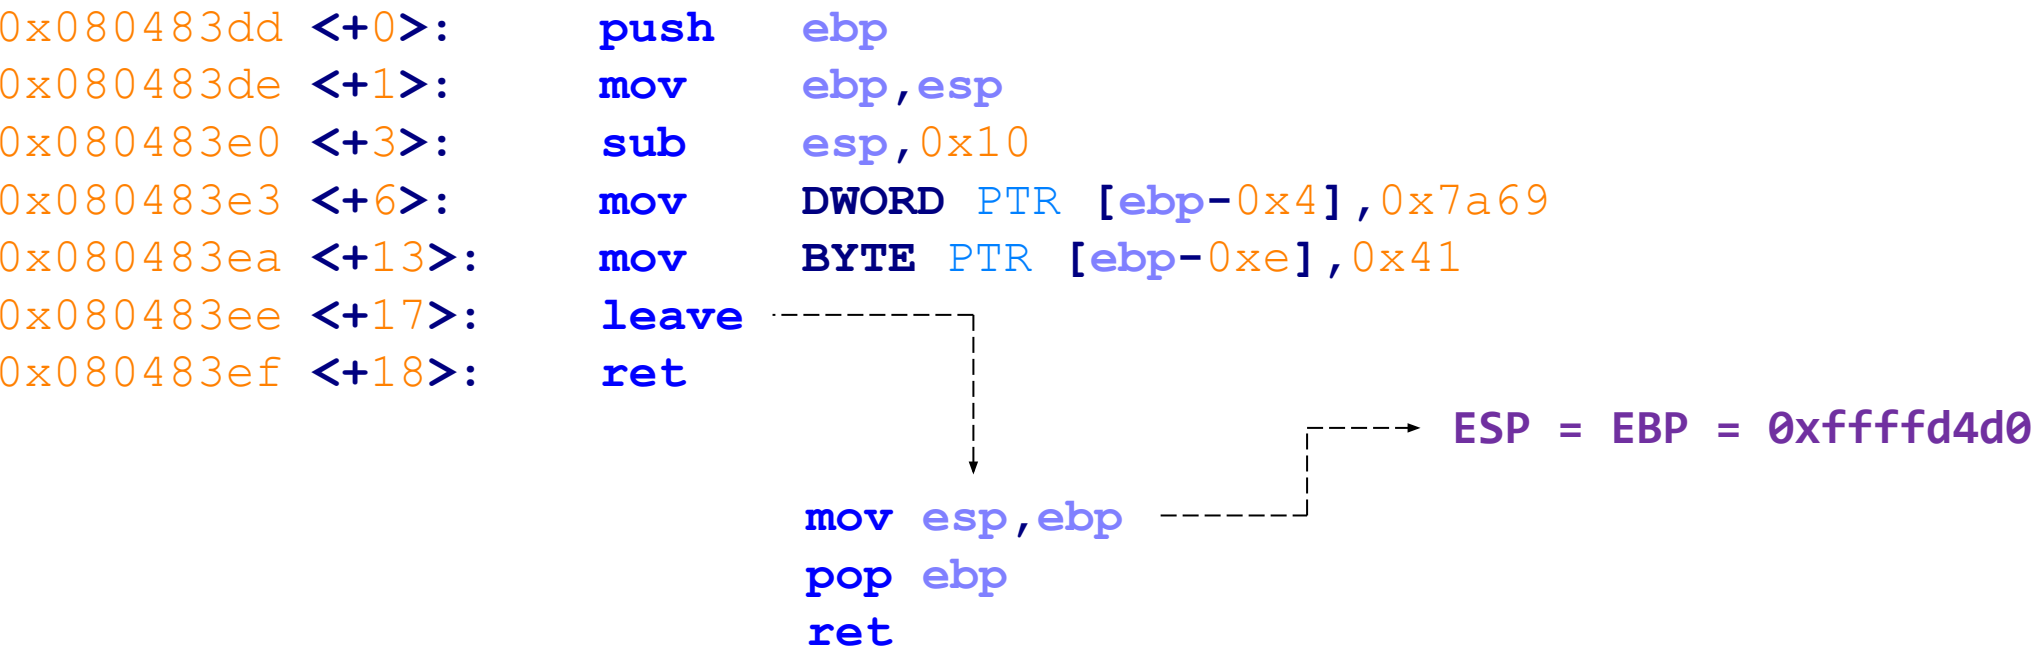 0x080483dd <+0>: push ebp
0x080483de <+1>: mov ebp,esp
0x080483e0 <+3>: sub esp,0x10
0x080483e3 <+6>: mov DWORD PTR [ebp-0x4],0x7a69
0x080483ea <+13>: mov BYTE PTR [ebp-0xe],0x41
0x080483ee <+17>: leave
0x080483ef <+18>: ret
ESP = EBP = 0xffffd4d0
mov esp,ebp
pop ebp
ret